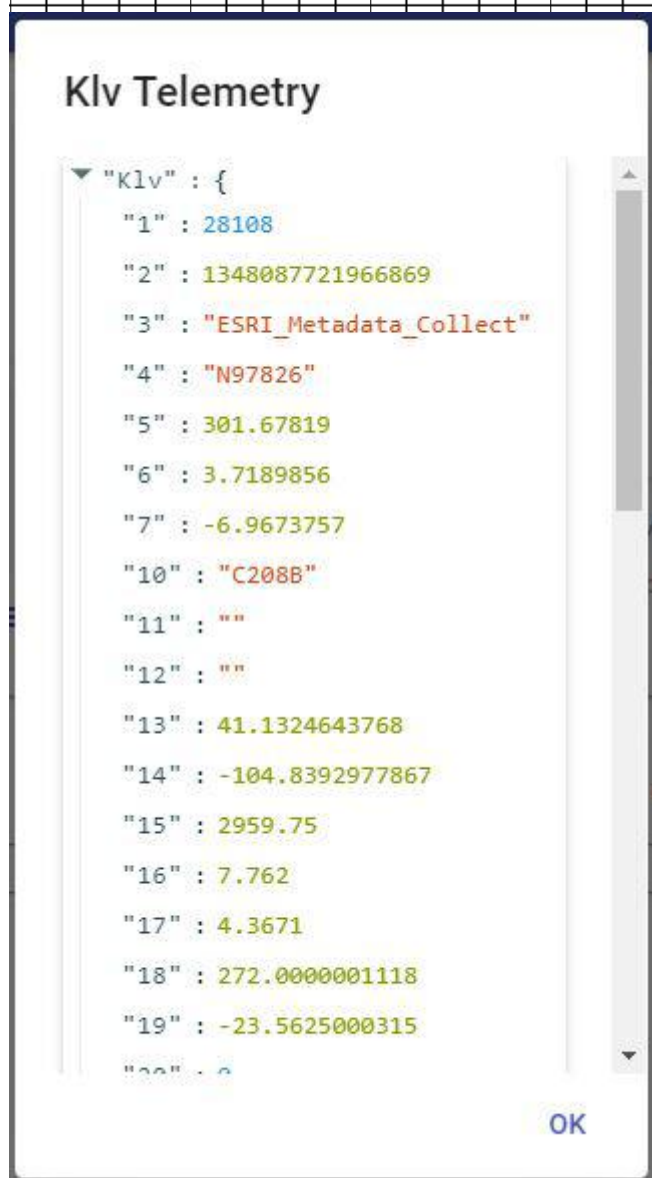 Klv Telemetry
"Klv" : {
"1" : 28108
"2" : 1348087721966869
"3" : "ESRI_Metadata_Collect"
"4" : "N97826"
"5" : 301.67819
"6" : 3.7189856
"7" : -6.9673757
"10" : "C208B"
"11" : ""
"12" : ""
"13" : 41.1324643768
"14" : -104.8392977867
"15" : 2959.75
"16" : 7.762
"17" : 4.3671
"18" : 272.0000001118
"19" : -23.5625000315
OK